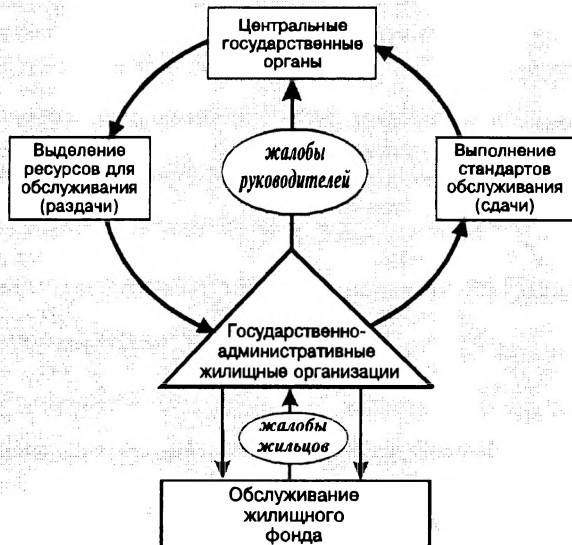 Центральные
государственные
органы
Выделение
ресурсов для
обслуживания
(раздачи)
жалобы
руководителей
Выполнение
стандартов
обслуживания
(сдачи)
Государственно-
административные
жилищные организации
жалобы
жильцов
Обслуживание
жилищного
фонда